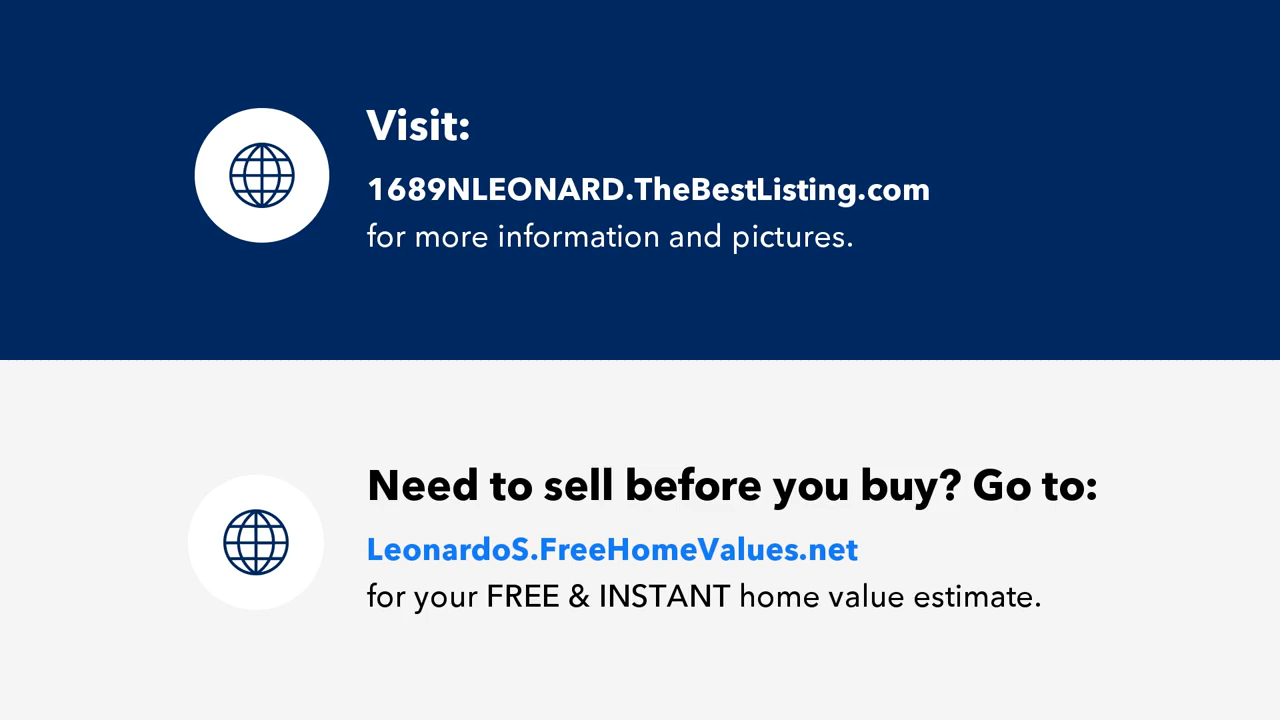 Visit:
1689NLEONARD.TheBestListing.com
for more information and pictures.
Need to sell before you buy? Go to:
LeonardoS.FreeHomeValues.net
for your FREE & INSTANT home value estimate.